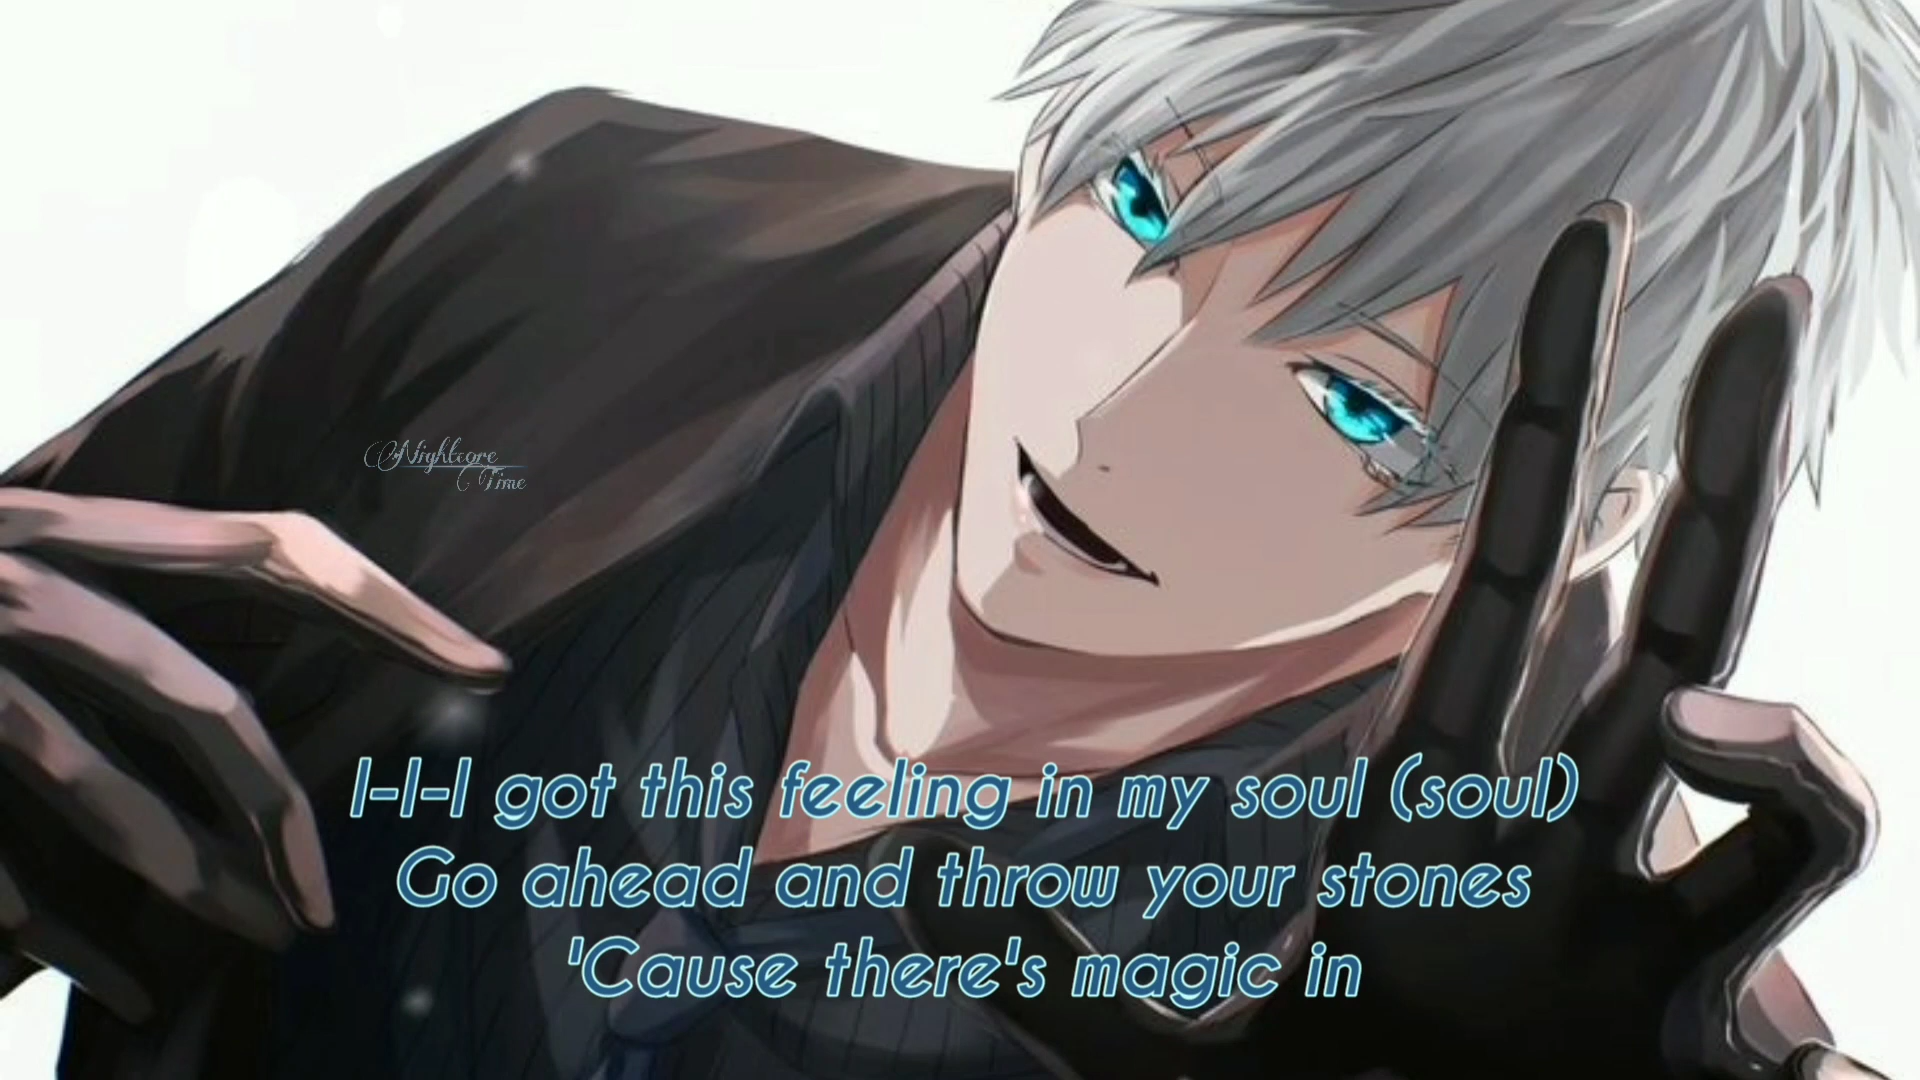 Nightcore
Time
I-I-I got this feeling in my soul (soul)
Go ahead and throw your stones
'Cause there's magic in